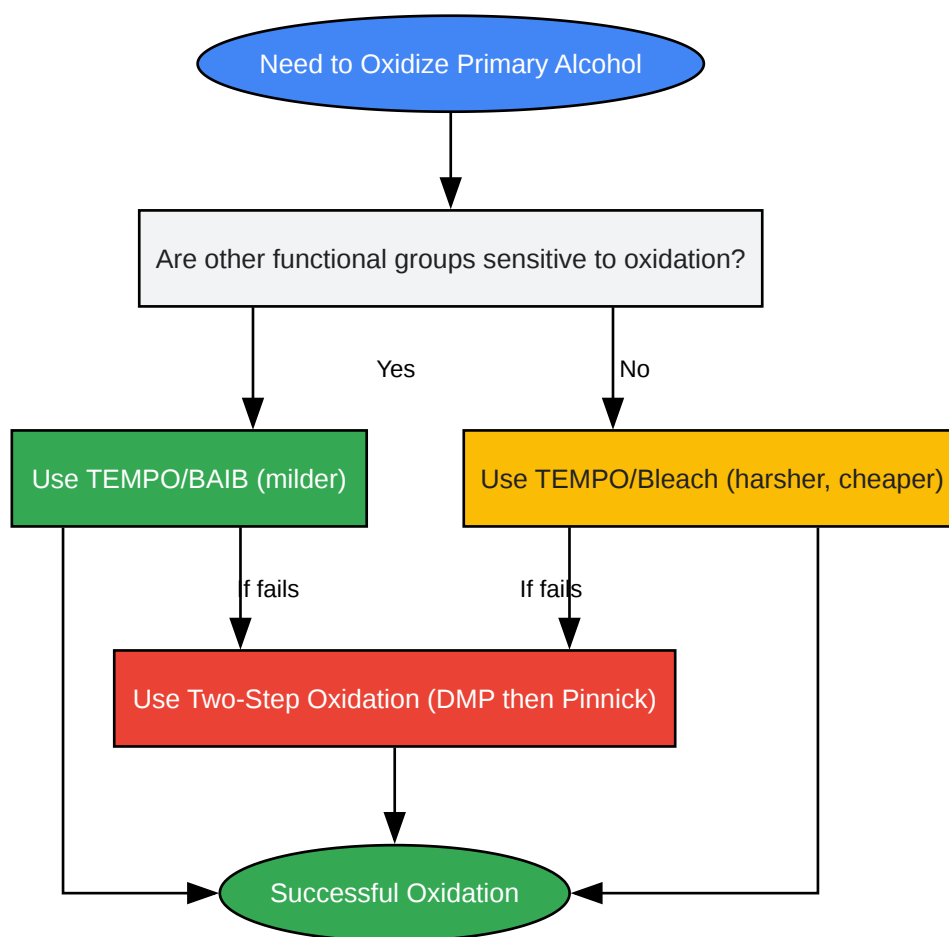 Need to Oxidize Primary Alcohol
Are other functional groups sensitive to oxidation?
Yes
No
Use TEMPO/BAIB (milder)
Use TEMPO/Bleach (harsher, cheaper)
If fails
If fails
Use Two-Step Oxidation (DMP then Pinnick)
Successful Oxidation